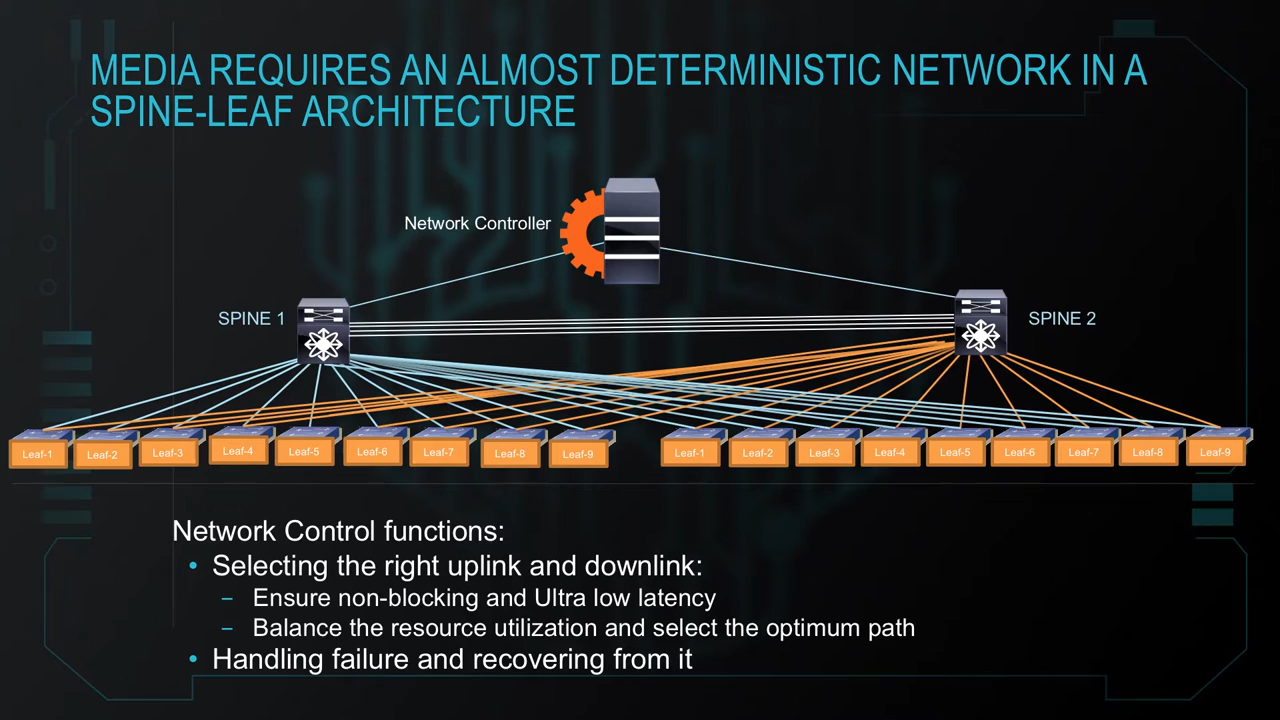 MEDIA REQUIRES AN ALMOST DETERMINISTIC NETWORK IN A
SPINE-LEAF ARCHITECTURE
Network Controller
SPINE 1
SPINE 2
Leaf-1
Leaf-2
Leaf-3
Leaf-4
Leaf-5
Leaf-6
Leaf-7
Leaf-8
Leaf-9
Leaf-1
Leaf-2
Leaf-3
Leaf-4
Leaf-5
Leaf-6
Leaf-7
Leaf-8
Leaf-9
Network Control functions:
• Selecting the right uplink and downlink:
– Ensure non-blocking and Ultra low latency
– Balance the resource utilization and select the optimum path
• Handling failure and recovering from it